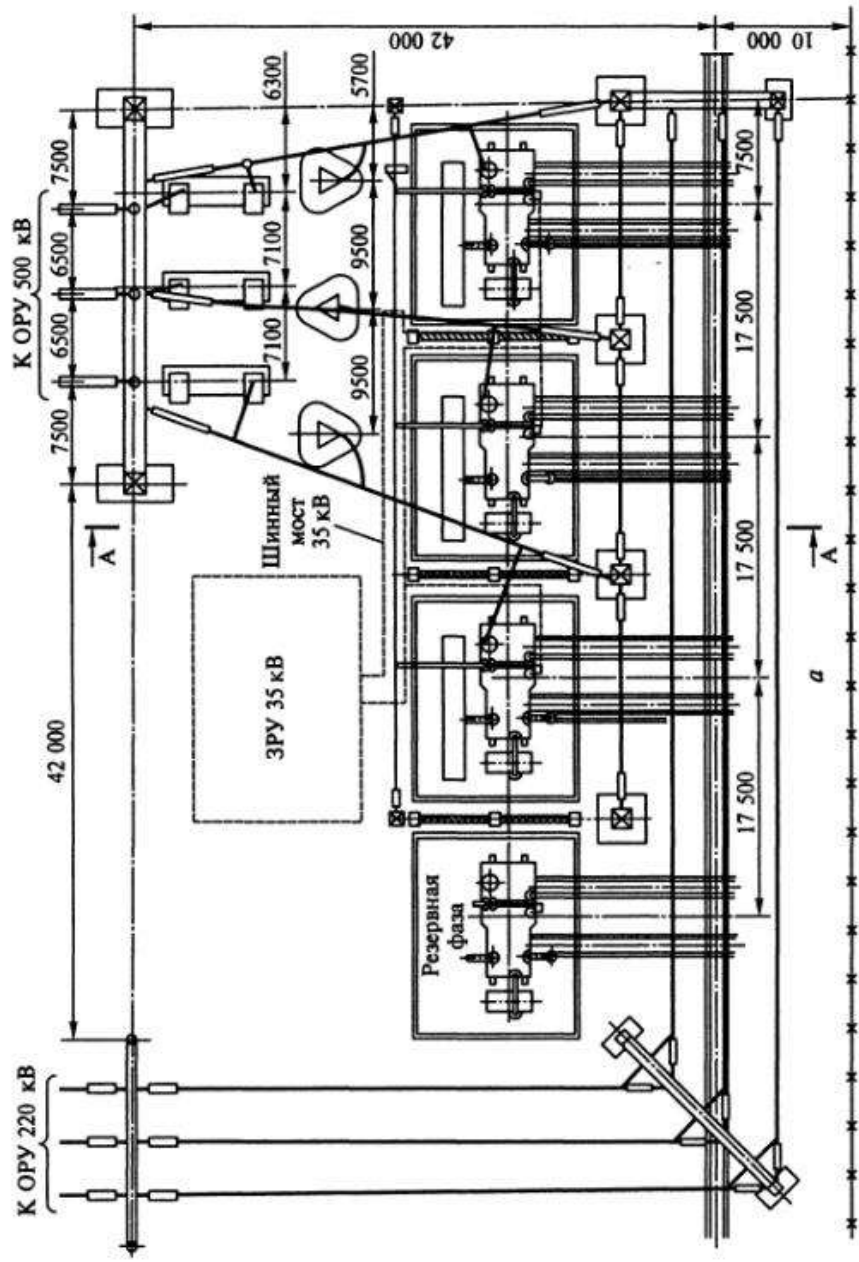 К ОРУ 500 кВ
7500
6500
6500
7500
42 000
10 000
6300
5700
7100
7100
9500
9500
7500
17 500
17 500
17 500
А
А
а
Шинный
мост
35 кВ
ЗРУ 35 кВ
42 000
Резервная
фаза
К ОРУ 220 кВ